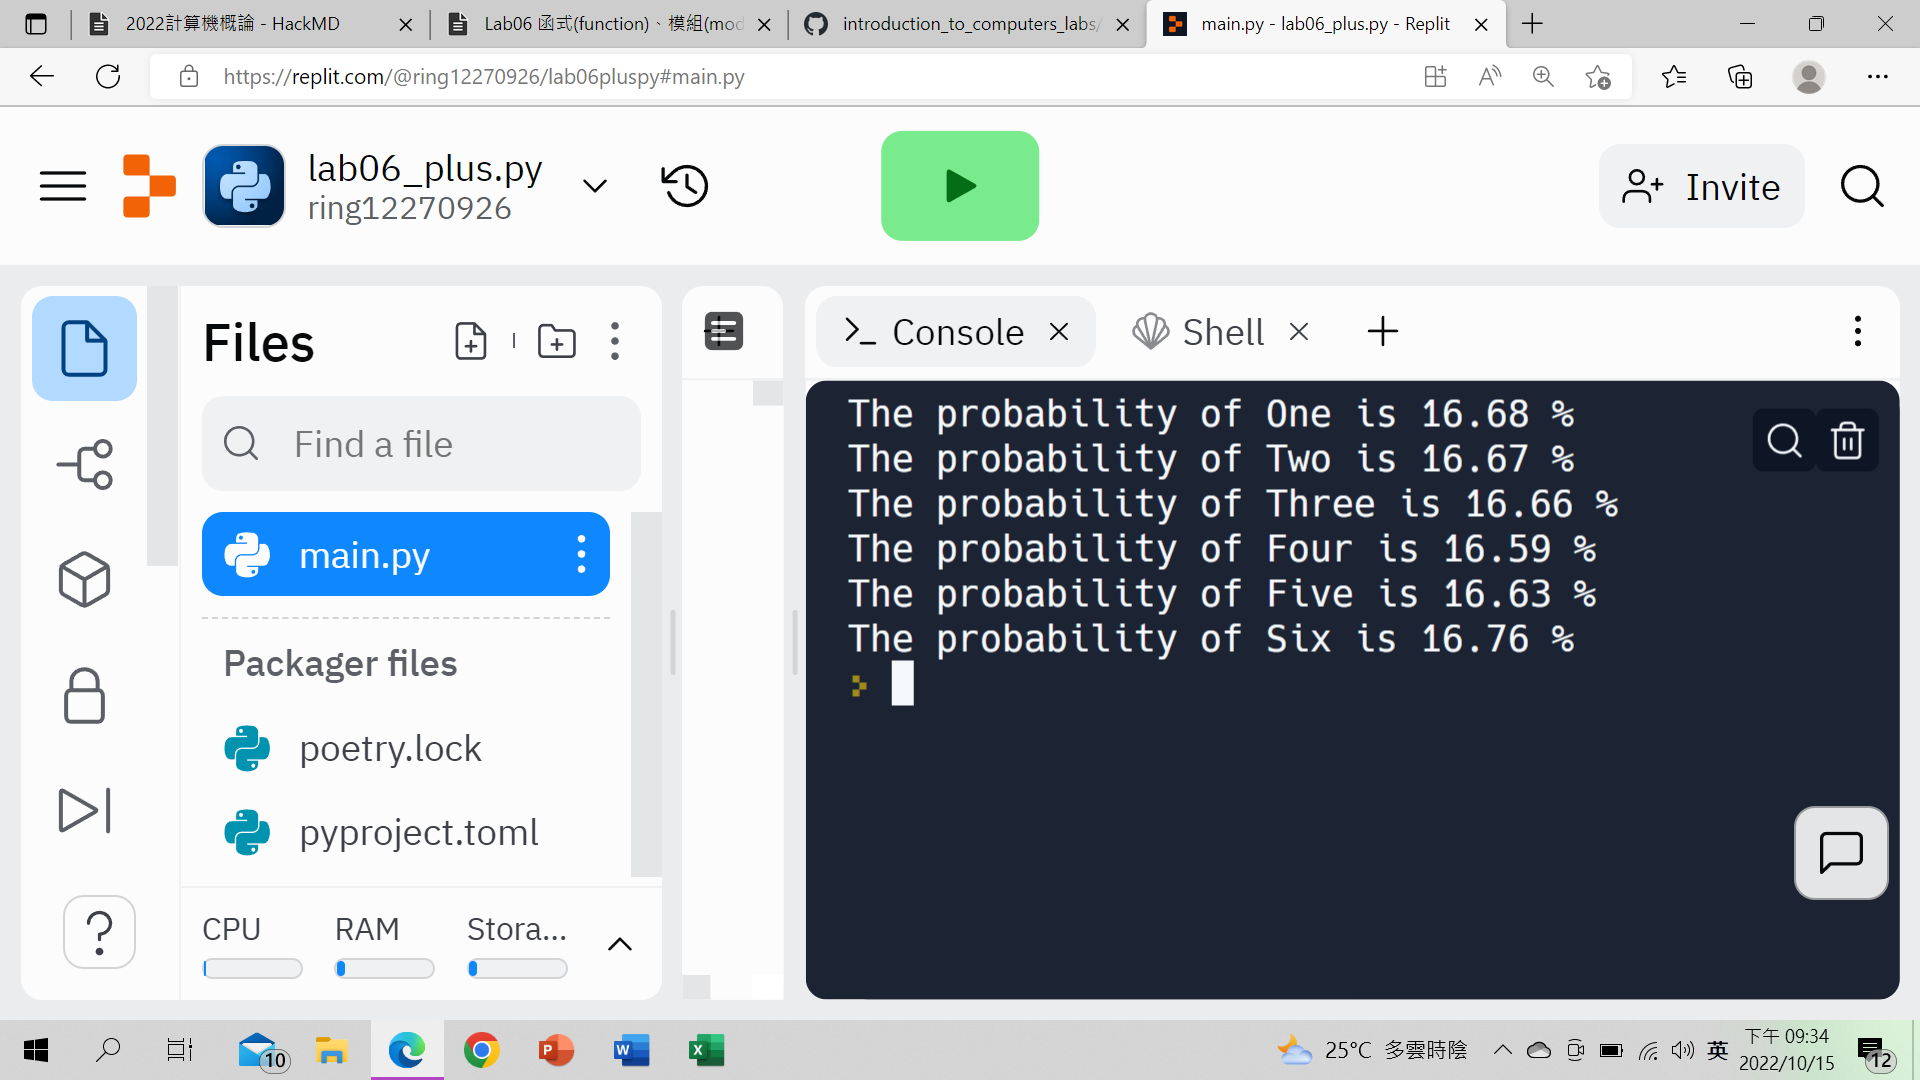 2022計算機概論 - HackMD
Lab06 函式(function)、模組(mod
introduction_to_computers_labs/
main.py - lab06_plus.py - Replit
https://replit.com/@ring12270926/lab06pluspy#main.py
lab06_plus.py
ring12270926
Invite
Files
Console
Shell
Find a file
main.py
Packager files
poetry.lock
pyproject.toml
CPU
RAM
Stora...
The probability of One is 16.68 %
The probability of Two is 16.67 %
The probability of Three is 16.66 %
The probability of Four is 16.59 %
The probability of Five is 16.63 %
The probability of Six is 16.76 %
10
25°C 多雲時陰
英
下午 09:34
2022/10/15
12